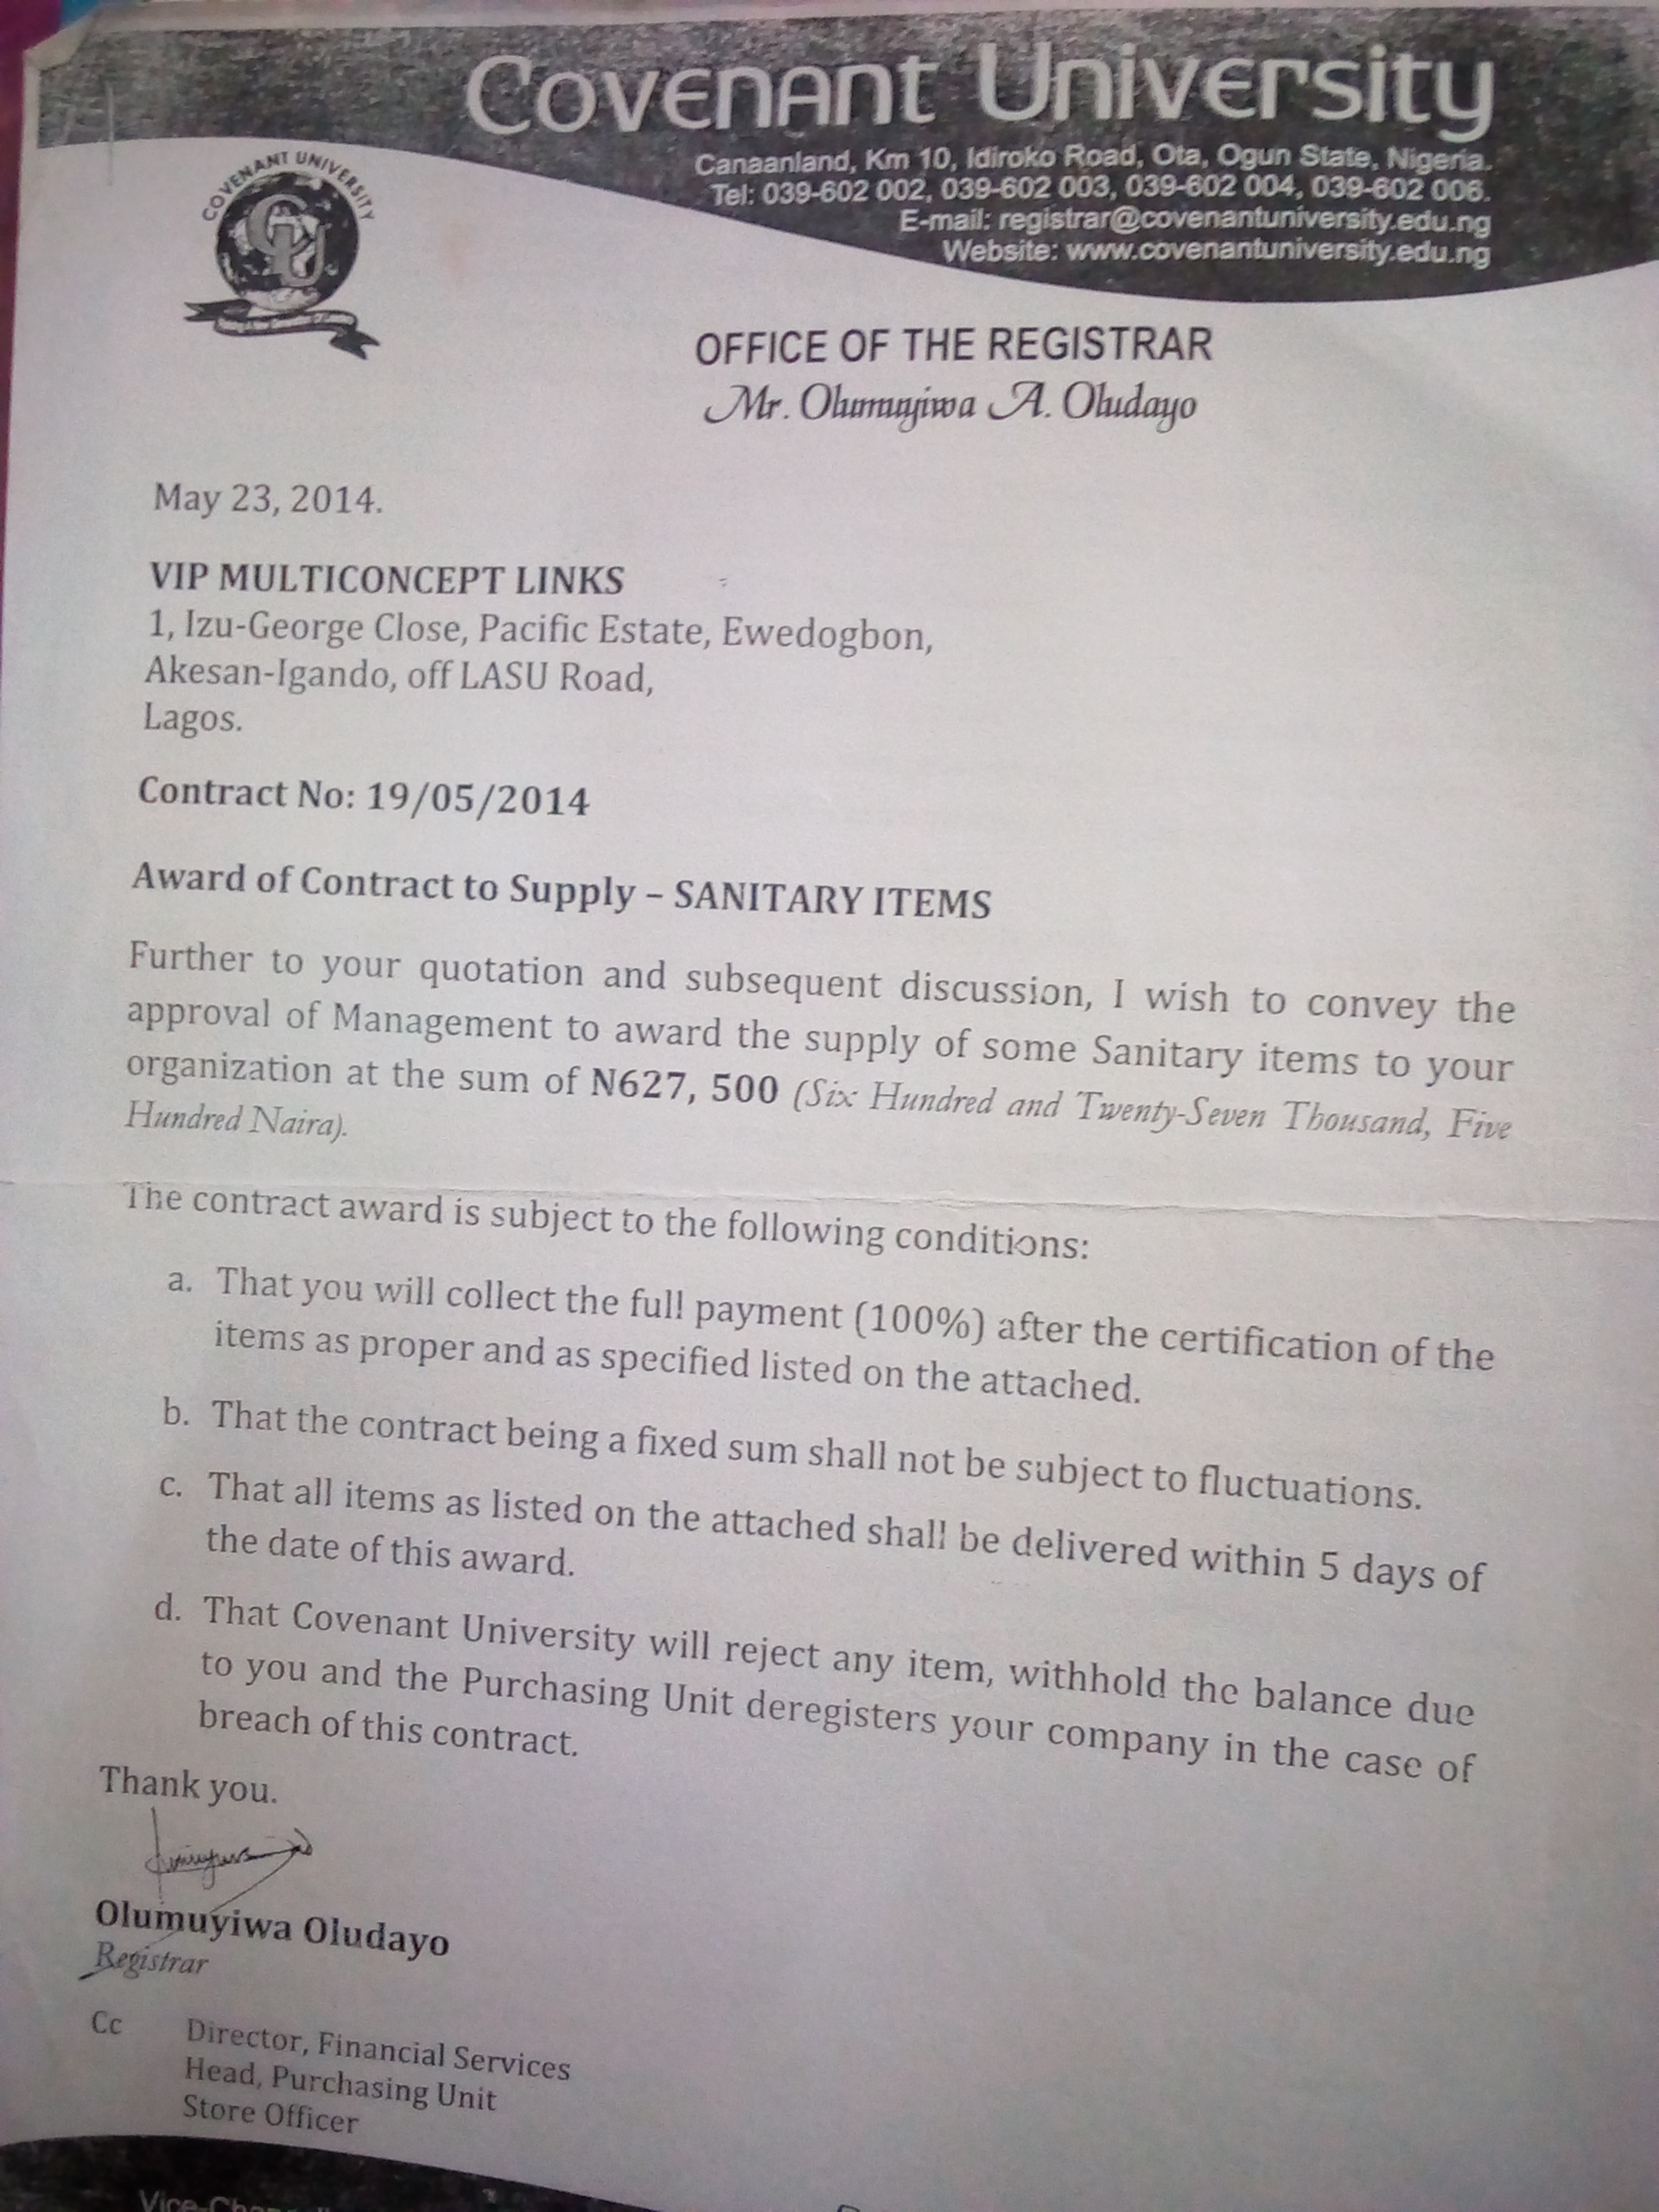 Covenant University
Canaanland, Km 10, Idiroko Road, Ota, Ogun State, Nigeria.
Tel: 039-602 002, 039-602 003, 039-602 004, 039-602 006.
E-mail: registrar@covenantuniversity.edu.ng
Website: www.covenantuniversity.edu.ng
COVENANT UNIVERSITY
CU
OFFICE OF THE REGISTRAR
Mr. Olumuyiwa A. Oludayo
May 23, 2014.
VIP MULTICONCEPT LINKS
1, Izu-George Close, Pacific Estate, Ewedogbon,
Akesan-Igando, off LASU Road,
Lagos.
Contract No: 19/05/2014
Award of Contract to Supply – SANITARY ITEMS
Further to your quotation and subsequent discussion, I wish to convey the
approval of Management to award the supply of some Sanitary items to your
organization at the sum of N627, 500 (Six Hundred and Twenty-Seven Thousand, Five
Hundred Naira).
The contract award is subject to the following conditions:
a. That you will collect the full payment (100%) after the certification of the
items as proper and as specified listed on the attached.
b. That the contract being a fixed sum shall not be subject to fluctuations.
c. That all items as listed on the attached shall be delivered within 5 days of
the date of this award.
d. That Covenant University will reject any item, withhold the balance due
to you and the Purchasing Unit deregisters your company in the case of
breach of this contract.
Thank you.
Olumuyiwa Oludayo
Registrar
Cc Director, Financial Services
Head, Purchasing Unit
Store Officer